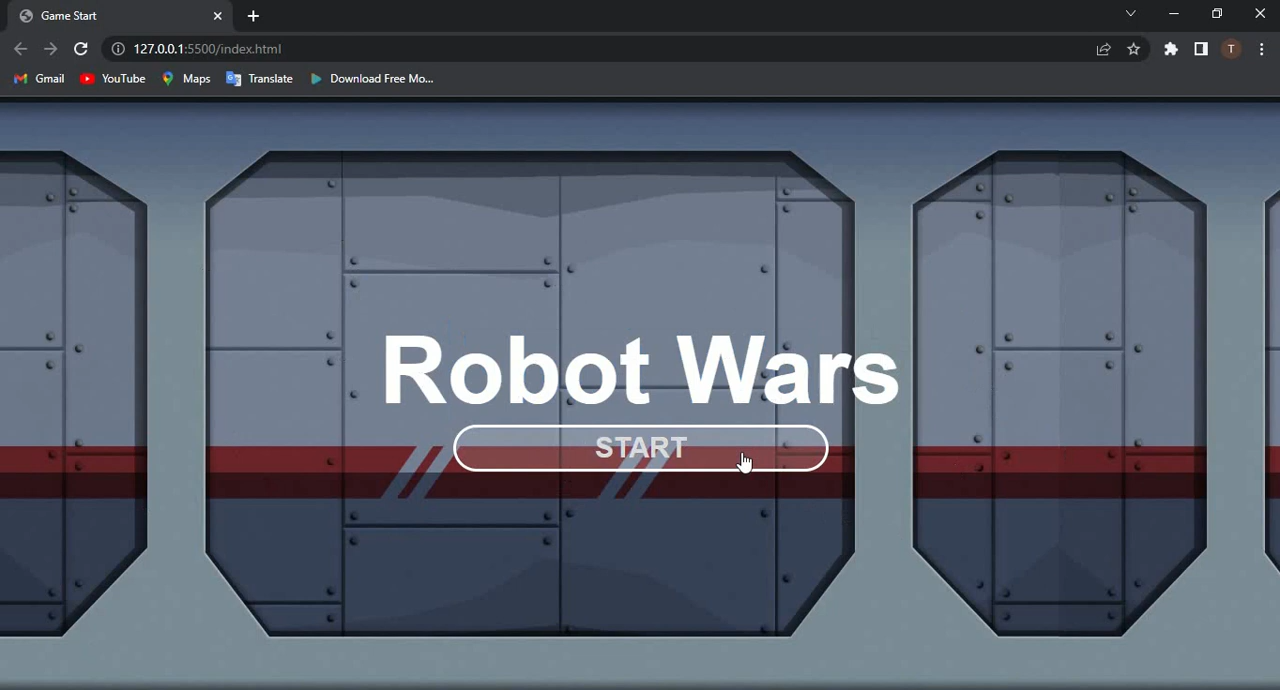 Game Start
127.0.0.1:5500/index.html
T
Gmail YouTube Maps Translate Download Free Mo...
Robot Wars
START